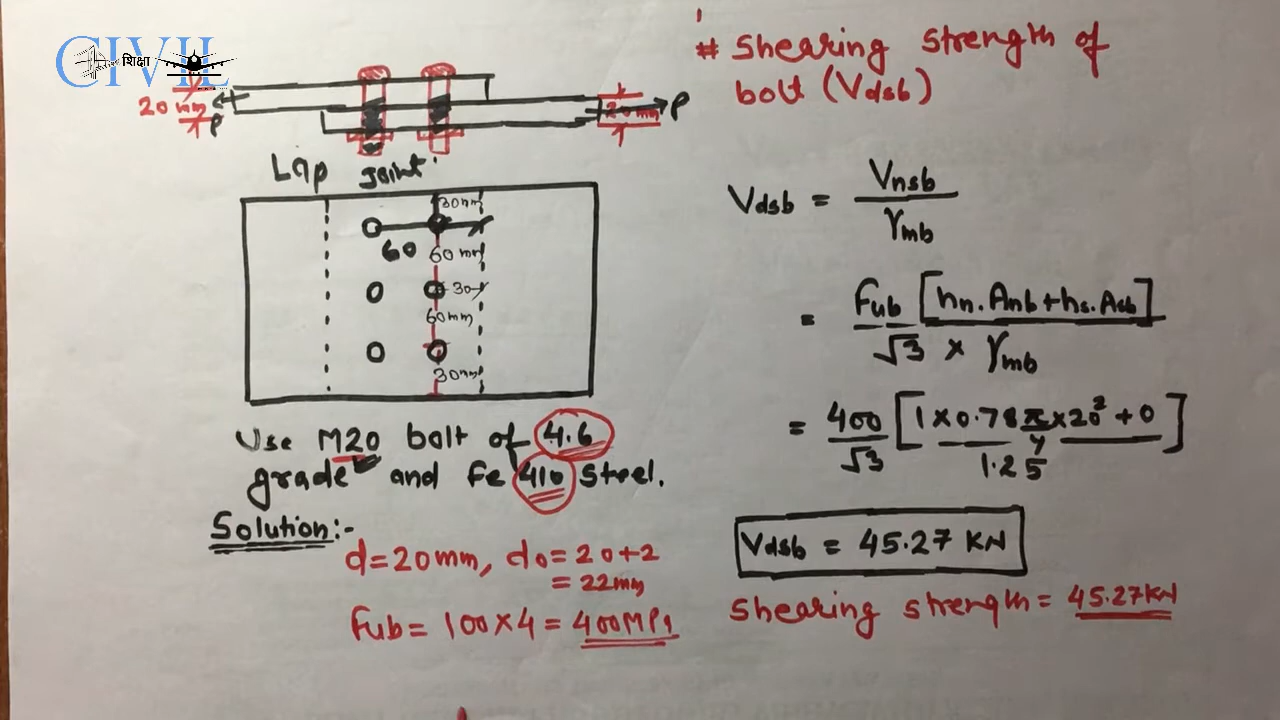 CIVIL शिक्षा
20 mm
P
20 mm
P
Lap Joint
30mm
60
60 mm
30
60mm
30mm
Use M20 bolt of 4.6
grade and Fe 410 Steel.
Solution:-
d=20mm, do= 20+2
= 22mm
Fub= 100×4 = 400MPa
# Shearing strength of
bolt (Vdsb)
Vdsb = Vnsb / γmb
= Fub [nn.Anb+ns.Asb] / √3 × γmb
= 400/√3 [1×0.78 π/4 ×20² + 0] / 1.25
Vdsb = 45.27 KN
Shearing strength = 45.27KN